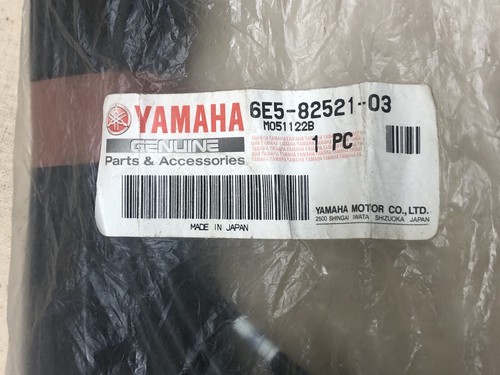 YAMAHA 6E5-82521-03
M051122B
GENUINE 1 PC
Parts & Accessories
MADE IN JAPAN
YAMAHA MOTOR CO., LTD.
2500 SHINGAI IWATA SHIZUOKA JAPAN